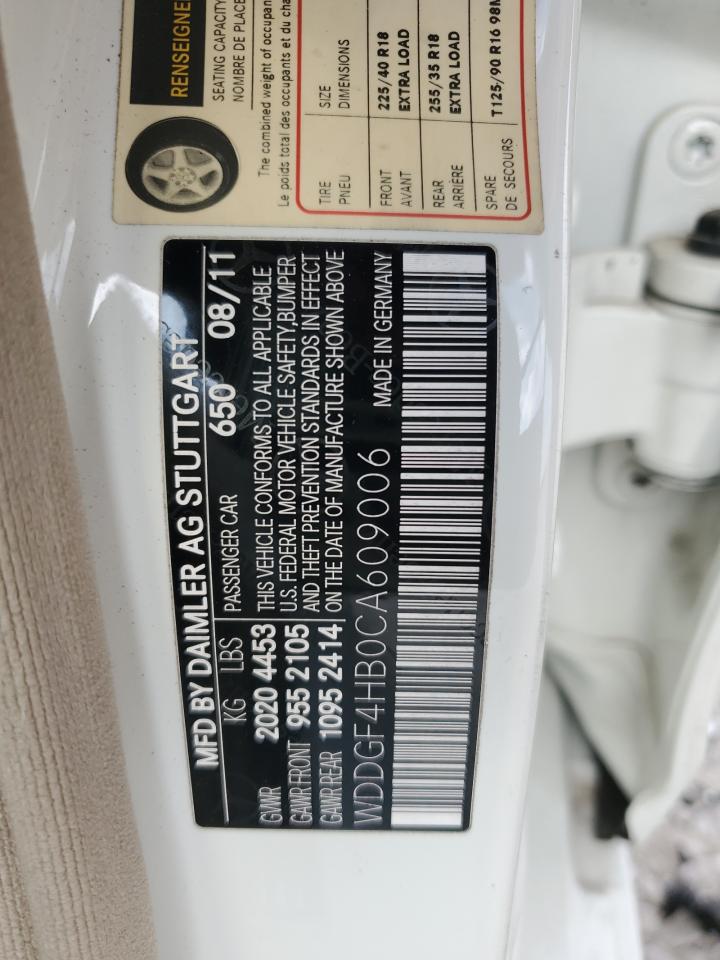 RENSEIGNE
SEATING CAPACITY
NOMBRE DE PLACE
The combined weight of occupan
Le poids total des occupants et du cha
TIRE SIZE
PNEU DIMENSIONS
FRONT 225/40 R18
AVANT EXTRA LOAD
REAR 255/35 R18
ARRIÈRE EXTRA LOAD
SPARE T125/90 R16 98M
DE SECOURS
MFD BY DAIMLER AG STUTTGART
KG LBS PASSENGER CAR 650 08/11
GVWR 2020 4453 THIS VEHICLE CONFORMS TO ALL APPLICABLE
GAWR FRONT 955 2105 U.S. FEDERAL MOTOR VEHICLE SAFETY,BUMPER
GAWR REAR 1095 2414 AND THEFT PREVENTION STANDARDS IN EFFECT
ON THE DATE OF MANUFACTURE SHOWN ABOVE
WDDGF4HB0CA609006 MADE IN GERMANY